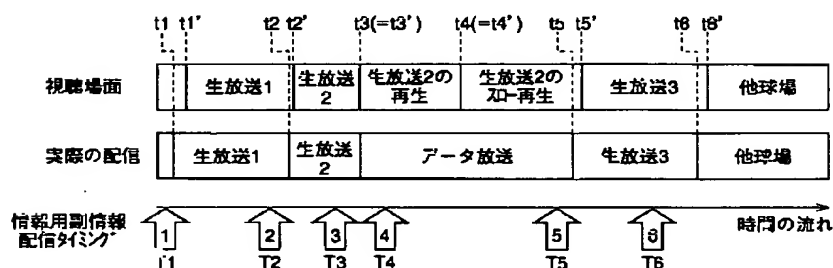 t1 t1' t2 t2' t3(=t3') t4(=t4') t5 t5' t6 t6'
視聴場面 生放送1 生放送2 生放送2の再生 生放送2のスロー再生 生放送3 他球場
実際の配信 生放送1 生放送2 データ放送 生放送3 他球場
情報用副情報 時間の流れ
配信タイミング 1 2 3 4 5 6
T1 T2 T3 T4 T5 T6